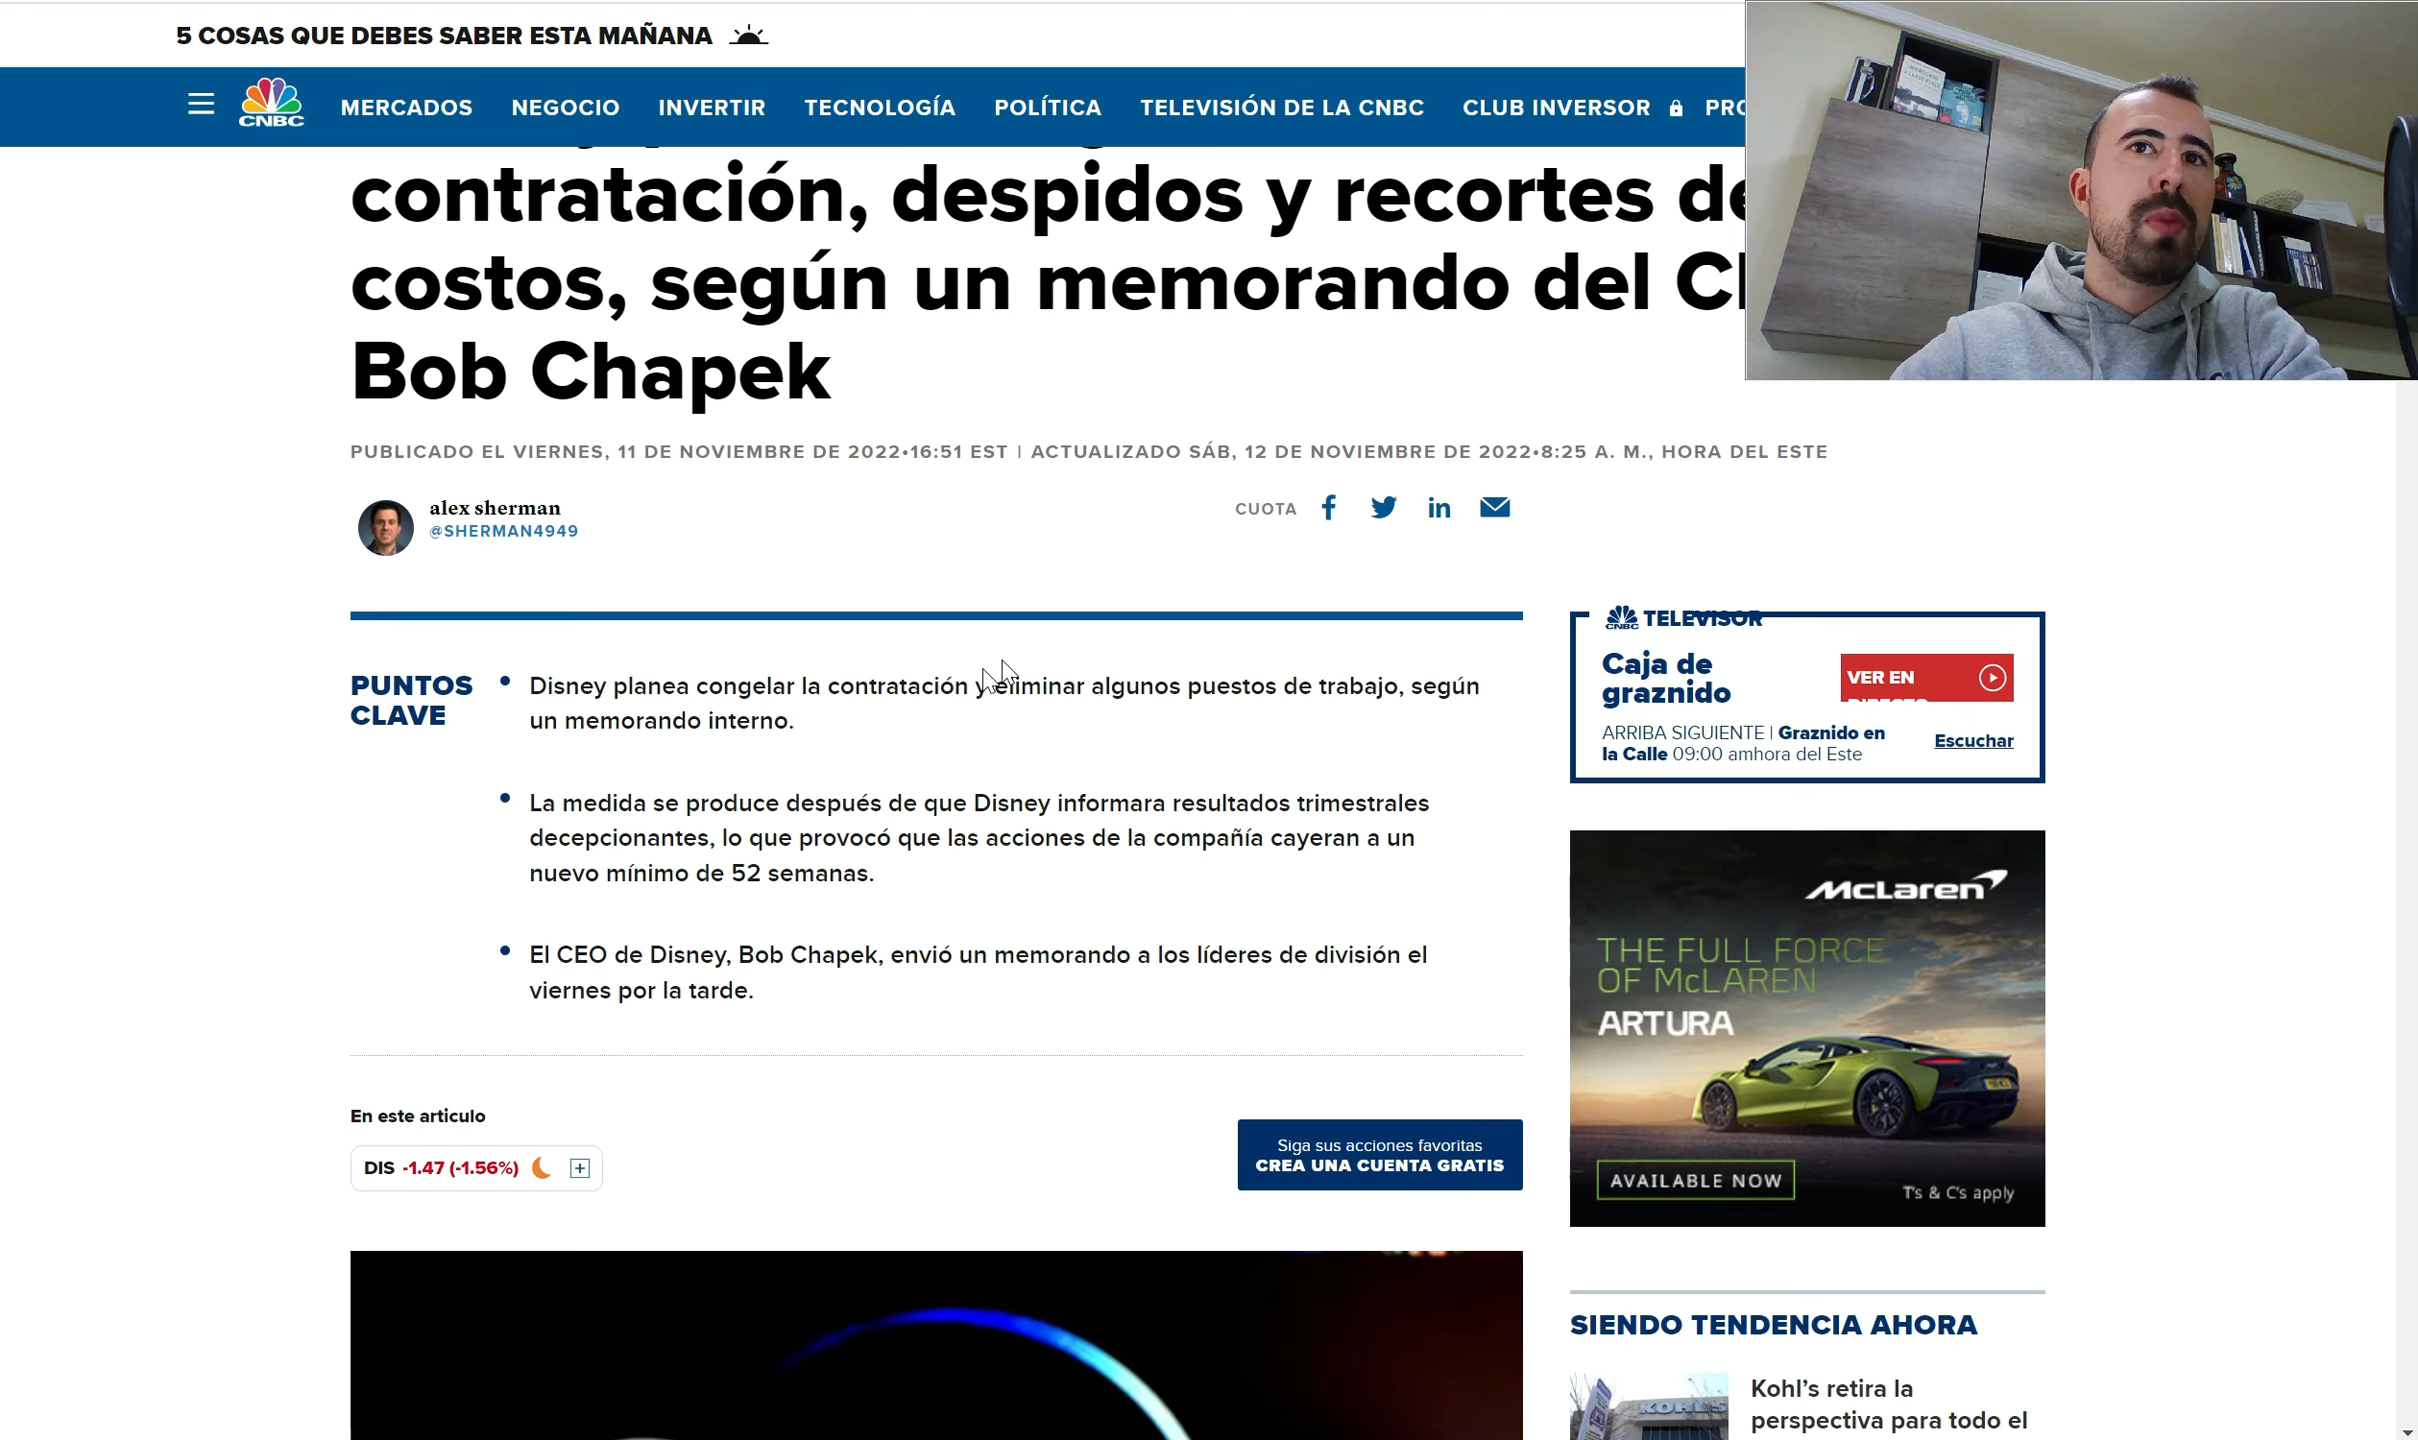 5 COSAS QUE DEBES SABER ESTA MAÑANA
CNBC
MERCADOS NEGOCIO INVERTIR TECNOLOGÍA POLÍTICA TELEVISIÓN DE LA CNBC CLUB INVERSOR
contratación, despidos y recortes de
costos, según un memorando del
Bob Chapek
PUBLICADO EL VIERNES, 11 DE NOVIEMBRE DE 2022•16:51 EST | ACTUALIZADO SÁB, 12 DE NOVIEMBRE DE 2022•8:25 A. M., HORA DEL ESTE
alex sherman
@SHERMAN4949
CUOTA
PUNTOS
CLAVE
Disney planea congelar la contratación y eliminar algunos puestos de trabajo, según
un memorando interno.
La medida se produce después de que Disney informara resultados trimestrales
decepcionantes, lo que provocó que las acciones de la compañía cayeran a un
nuevo mínimo de 52 semanas.
El CEO de Disney, Bob Chapek, envió un memorando a los líderes de división el
viernes por la tarde.
En este articulo
DIS -1.47 (-1.56%)
Siga sus acciones favoritas
CREA UNA CUENTA GRATIS
CNBC TELEVISOR
Caja de
graznido
VER EN
ARRIBA SIGUIENTE | Graznido en
la Calle 09:00 amhora del Este
Escuchar
McLaren
THE FULL FORCE
OF McLAREN
ARTURA
AVAILABLE NOW
T's & C's apply
SIENDO TENDENCIA AHORA
KOHL'S
Kohl's retira la
perspectiva para todo el